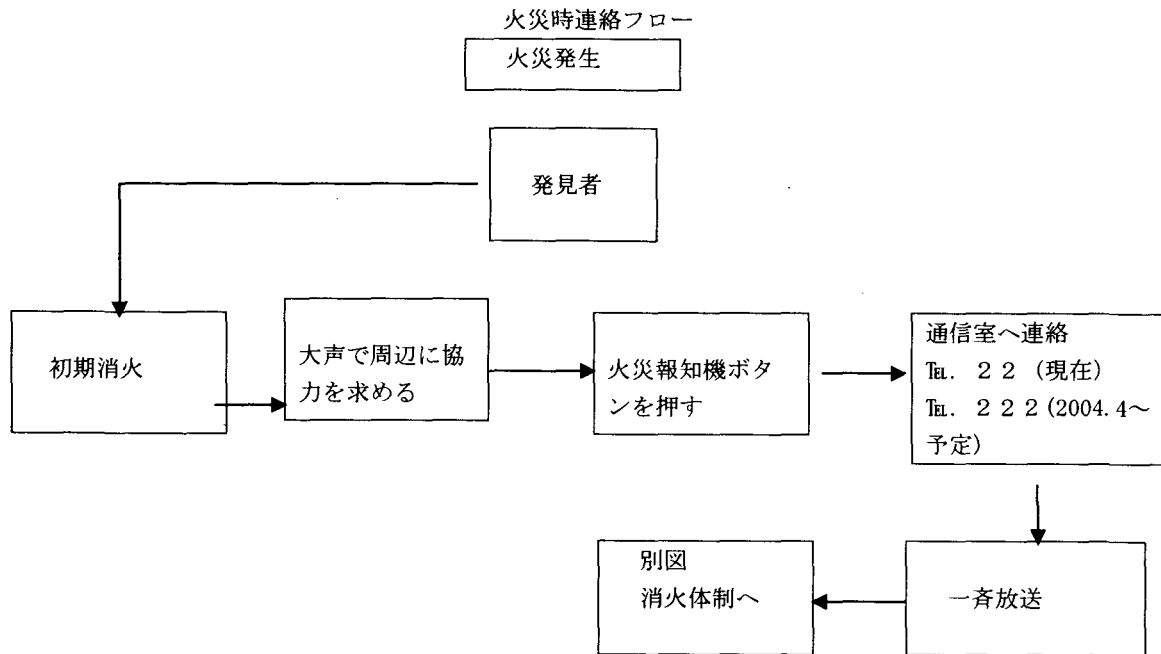 火災時連絡フロー
火災発生
発見者
初期消火
大声で周辺に協
力を求める
火災報知機ボタ
ンを押す
通信室へ連絡
℡. 22 (現在)
℡. 222(2004.4～
予定)
一斉放送
別図
消火体制へ